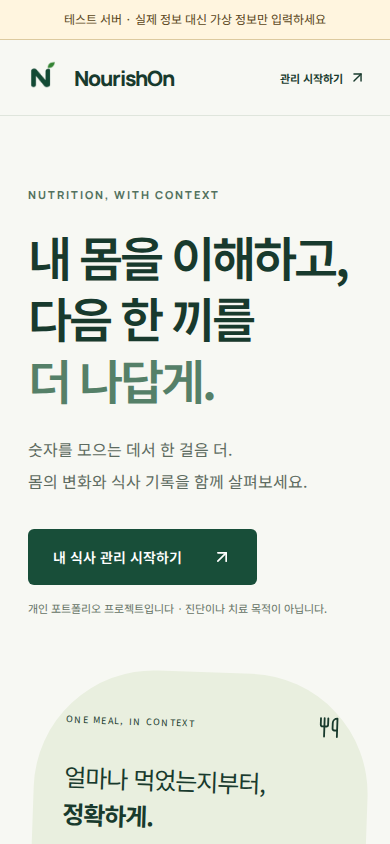 테스트 서버 · 실제 정보 대신 가상 정보만 입력하세요
NourishOn
관리 시작하기
NUTRITION, WITH CONTEXT
내 몸을 이해하고,
다음 한 끼를
더 나답게.
숫자를 모으는 데서 한 걸음 더.
몸의 변화와 식사 기록을 함께 살펴보세요.
내 식사 관리 시작하기
개인 포트폴리오 프로젝트입니다 · 진단이나 치료 목적이 아닙니다.
ONE MEAL, IN CONTEXT
얼마나 먹었는지부터,
정확하게.